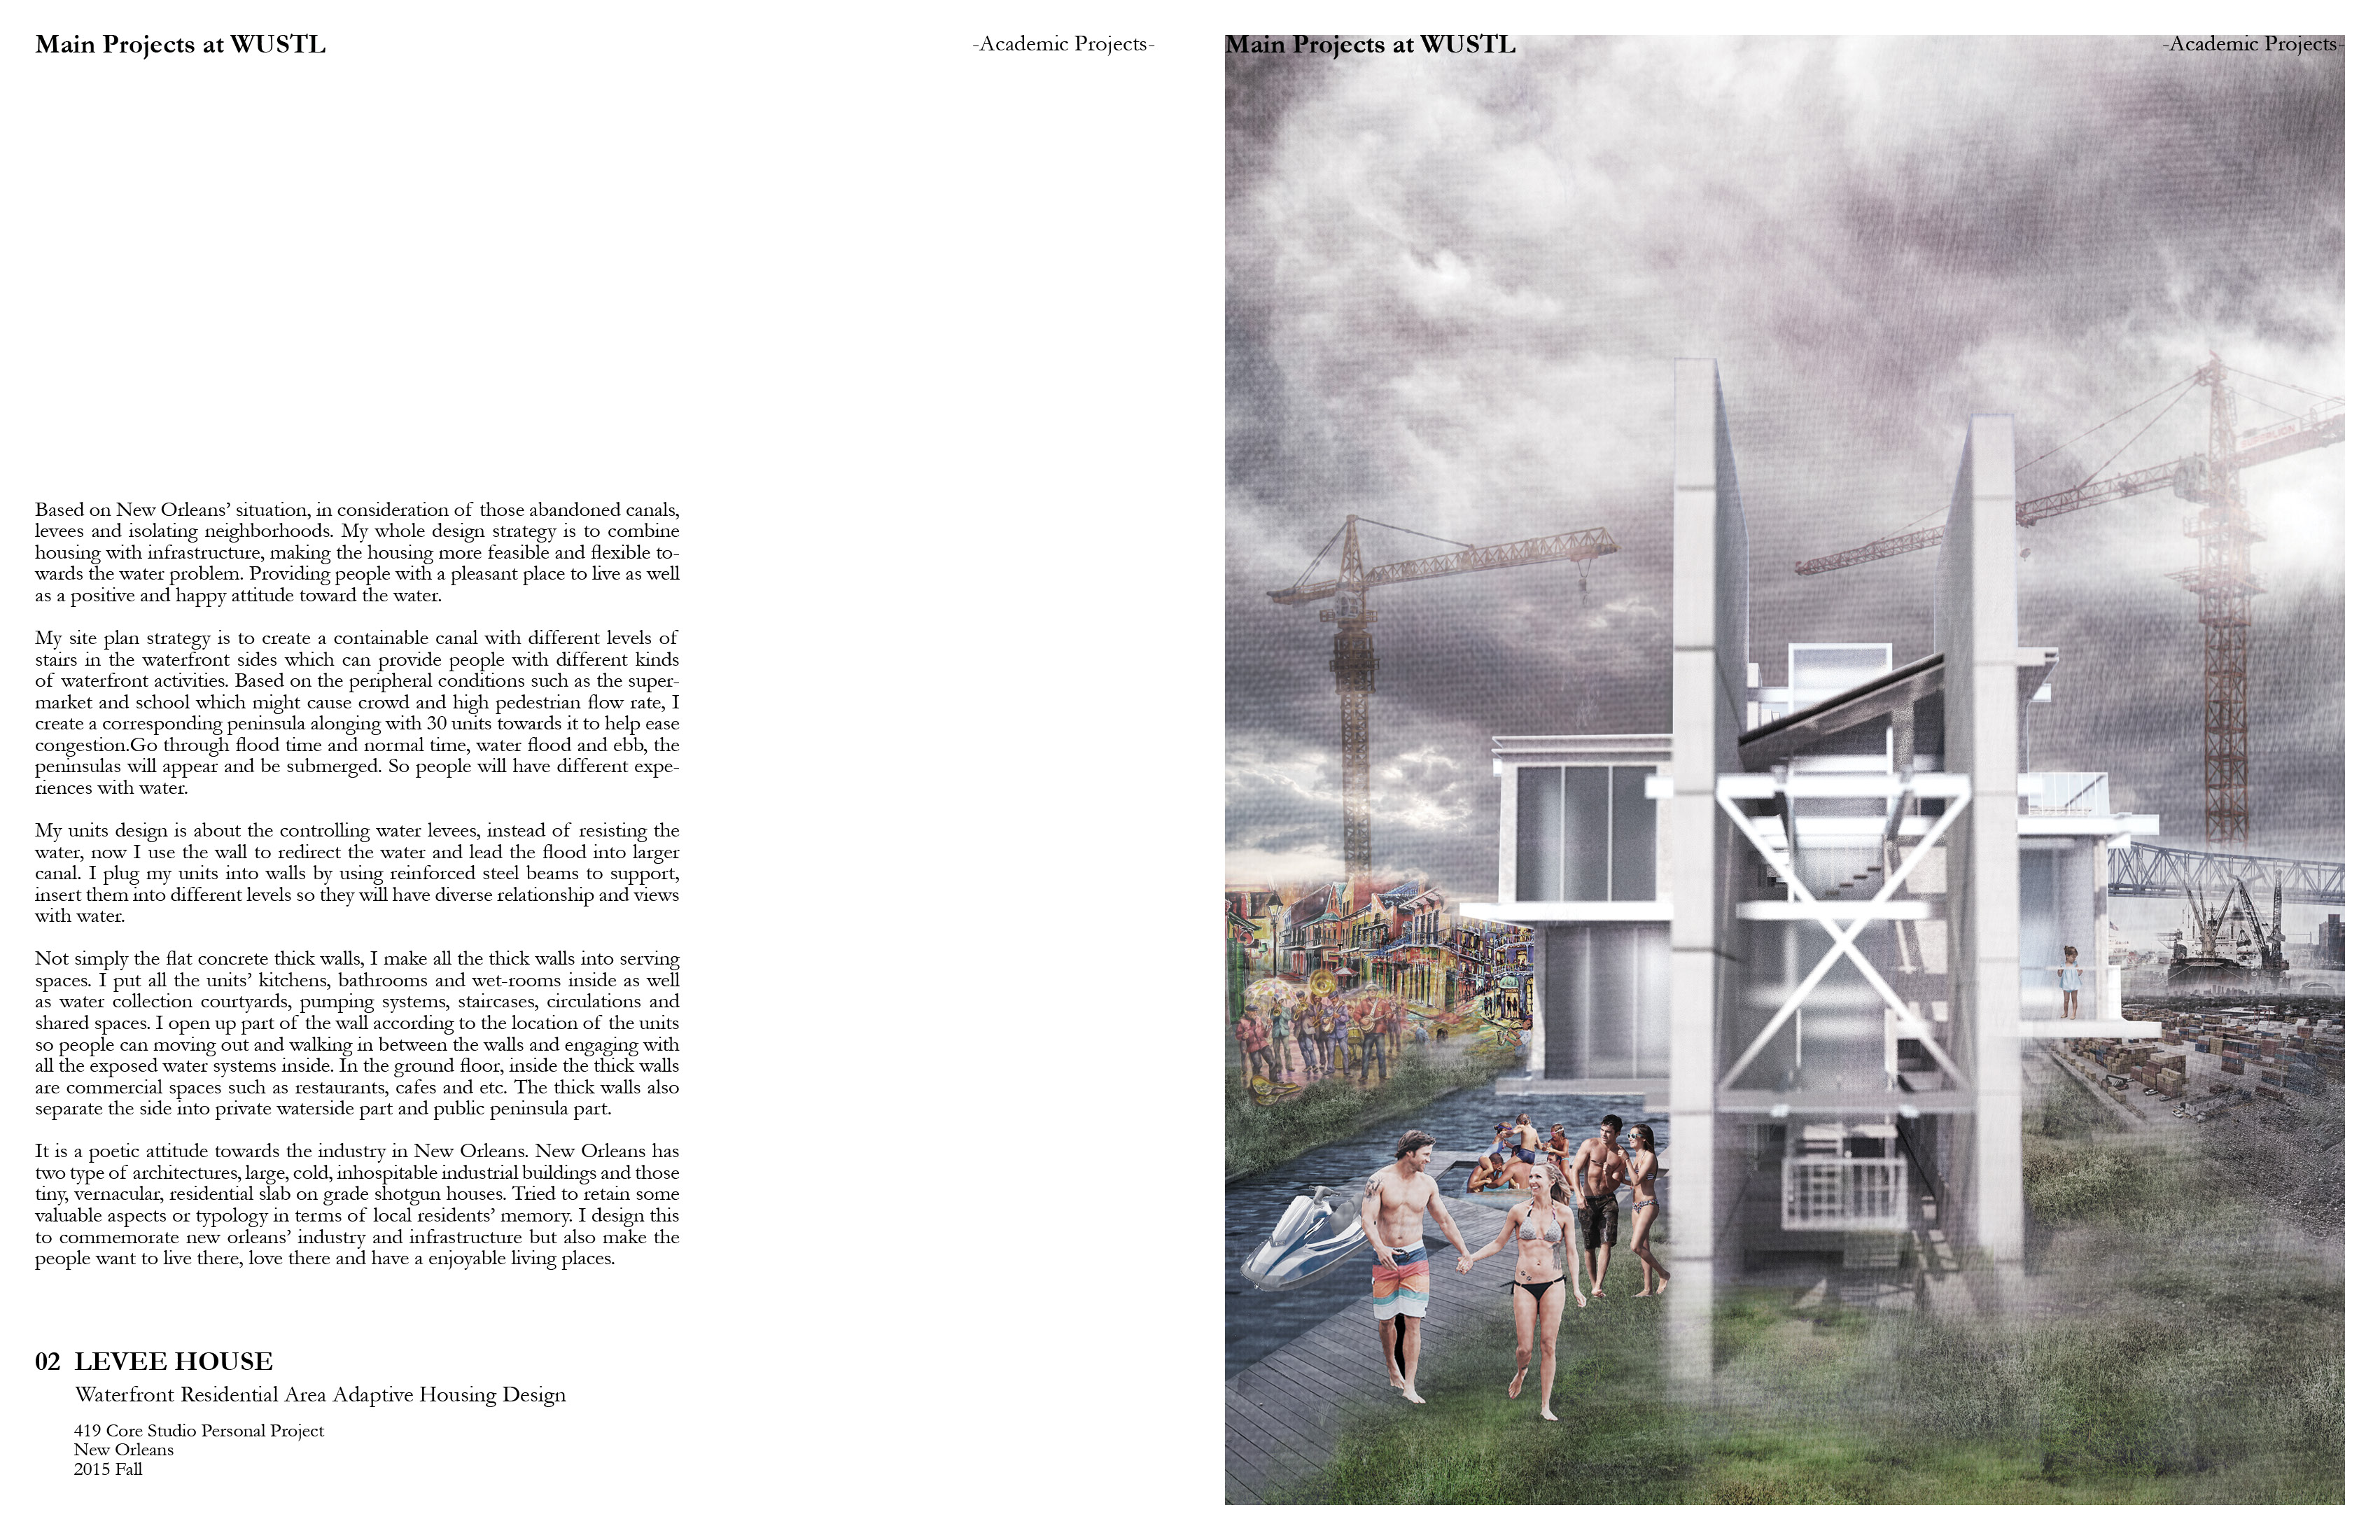 Main Projects at WUSTL
-Academic Projects-
Based on New Orleans’ situation, in consideration of those abandoned canals,
levees and isolating neighborhoods. My whole design strategy is to combine
housing with infrastructure, making the housing more feasible and flexible to-
wards the water problem. Providing people with a pleasant place to live as well
as a positive and happy attitude toward the water.
My site plan strategy is to create a containable canal with different levels of
stairs in the waterfront sides which can provide people with different kinds
of waterfront activities. Based on the peripheral conditions such as the super-
market and school which might cause crowd and high pedestrian flow rate, I
create a corresponding peninsula alonging with 30 units towards it to help ease
congestion.Go through flood time and normal time, water flood and ebb, the
peninsulas will appear and be submerged. So people will have different expe-
riences with water.
My units design is about the controlling water levees, instead of resisting the
water, now I use the wall to redirect the water and lead the flood into larger
canal. I plug my units into walls by using reinforced steel beams to support,
insert them into different levels so they will have diverse relationship and views
with water.
Not simply the flat concrete thick walls, I make all the thick walls into serving
spaces. I put all the units’ kitchens, bathrooms and wet-rooms inside as well
as water collection courtyards, pumping systems, staircases, circulations and
shared spaces. I open up part of the wall according to the location of the units
so people can moving out and walking in between the walls and engaging with
all the exposed water systems inside. In the ground floor, inside the thick walls
are commercial spaces such as restaurants, cafes and etc. The thick walls also
separate the side into private waterside part and public peninsula part.
It is a poetic attitude towards the industry in New Orleans. New Orleans has
two type of architectures, large, cold, inhospitable industrial buildings and those
tiny, vernacular, residential slab on grade shotgun houses. Tried to retain some
valuable aspects or typology in terms of local residents’ memory. I design this
to commemorate new orleans’ industry and infrastructure but also make the
people want to live there, love there and have a enjoyable living places.
02 LEVEE HOUSE
Waterfront Residential Area Adaptive Housing Design
419 Core Studio Personal Project
New Orleans
2015 Fall
Main Projects at WUSTL
-Academic Projects-